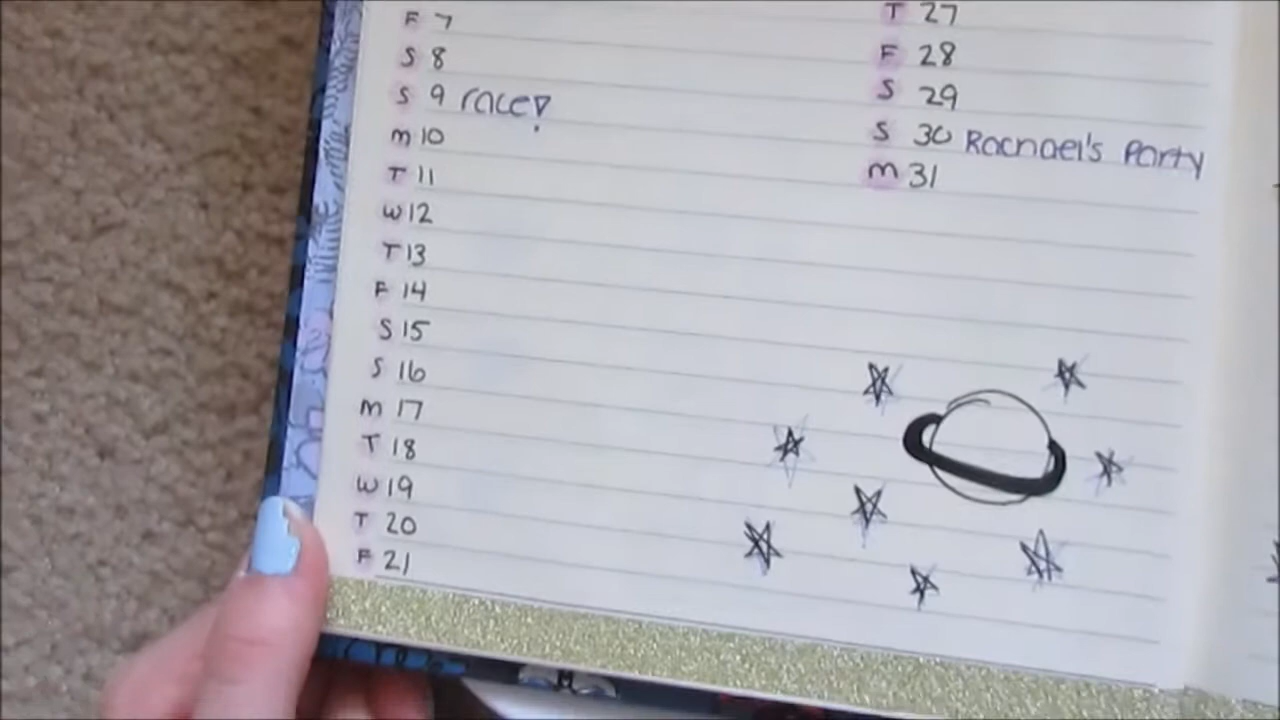 F 7
S 8
S 9 race!
m 10
T 11
W 12
T 13
F 14
S 15
S 16
m 17
T 18
W 19
T 20
F 21
T 27
F 28
S 29
S 30 Rachael's Party
m 31